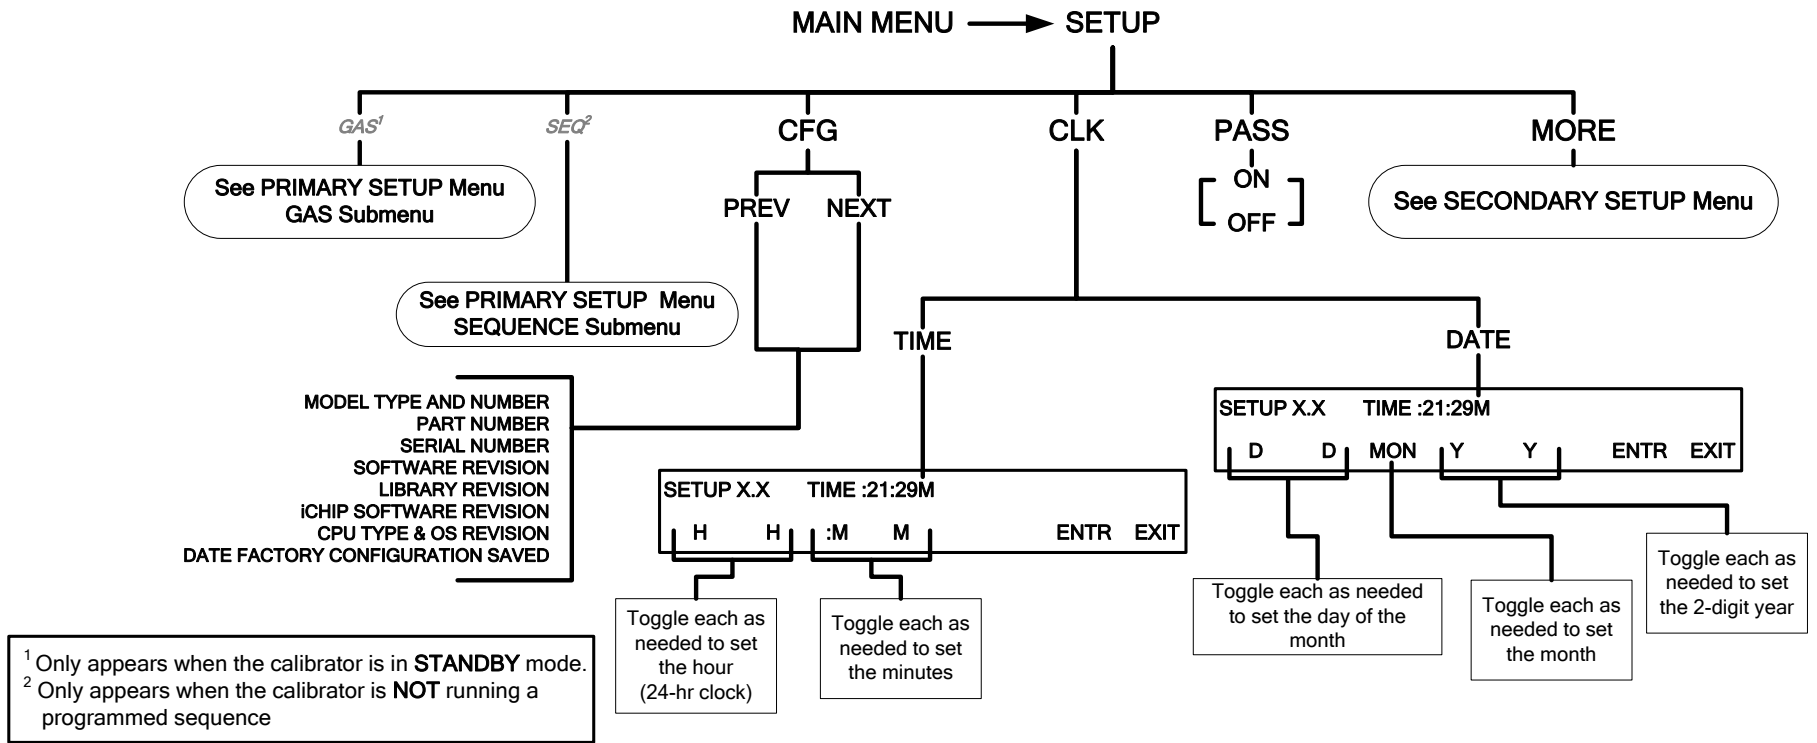 MAIN MENU SETUP
GAS¹ SEQ² CFG CLK PASS MORE
See PRIMARY SETUP Menu
GAS Submenu
See PRIMARY SETUP Menu
SEQUENCE Submenu
PREV NEXT
ON
OFF
See SECONDARY SETUP Menu
MODEL TYPE AND NUMBER
PART NUMBER
SERIAL NUMBER
SOFTWARE REVISION
LIBRARY REVISION
iCHIP SOFTWARE REVISION
CPU TYPE & OS REVISION
DATE FACTORY CONFIGURATION SAVED
TIME
SETUP X.X TIME :21:29M
H H :M M ENTR EXIT
Toggle each as
needed to set
the hour
(24-hr clock)
Toggle each as
needed to set
the minutes
DATE
SETUP X.X TIME :21:29M
D D MON Y Y ENTR EXIT
Toggle each as needed
to set the day of the
month
Toggle each as
needed to set
the month
Toggle each as
needed to set
the 2-digit year
¹ Only appears when the calibrator is in STANDBY mode.
² Only appears when the calibrator is NOT running a
programmed sequence